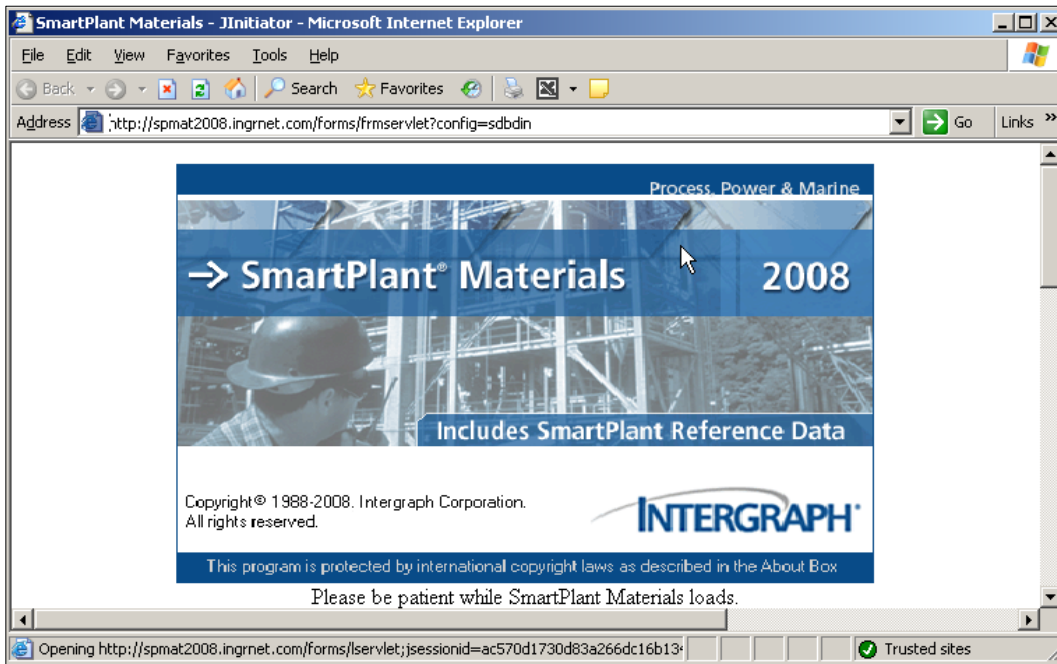 SmartPlant Materials - JInitiator - Microsoft Internet Explorer
File Edit View Favorites Tools Help
Back Search Favorites
Address http://spmat2008.ingrnet.com/forms/frmservlet?config=sdbdin Go Links »
Process, Power & Marine
SmartPlant® Materials 2008
Includes SmartPlant Reference Data
Copyright© 1988-2008. Intergraph Corporation.
All rights reserved.
INTERGRAPH
This program is protected by international copyright laws as described in the About Box
Please be patient while SmartPlant Materials loads.
Opening http://spmat2008.ingrnet.com/forms/lservlet;jsessionid=ac570d1730d83a266dc16b13 Trusted sites